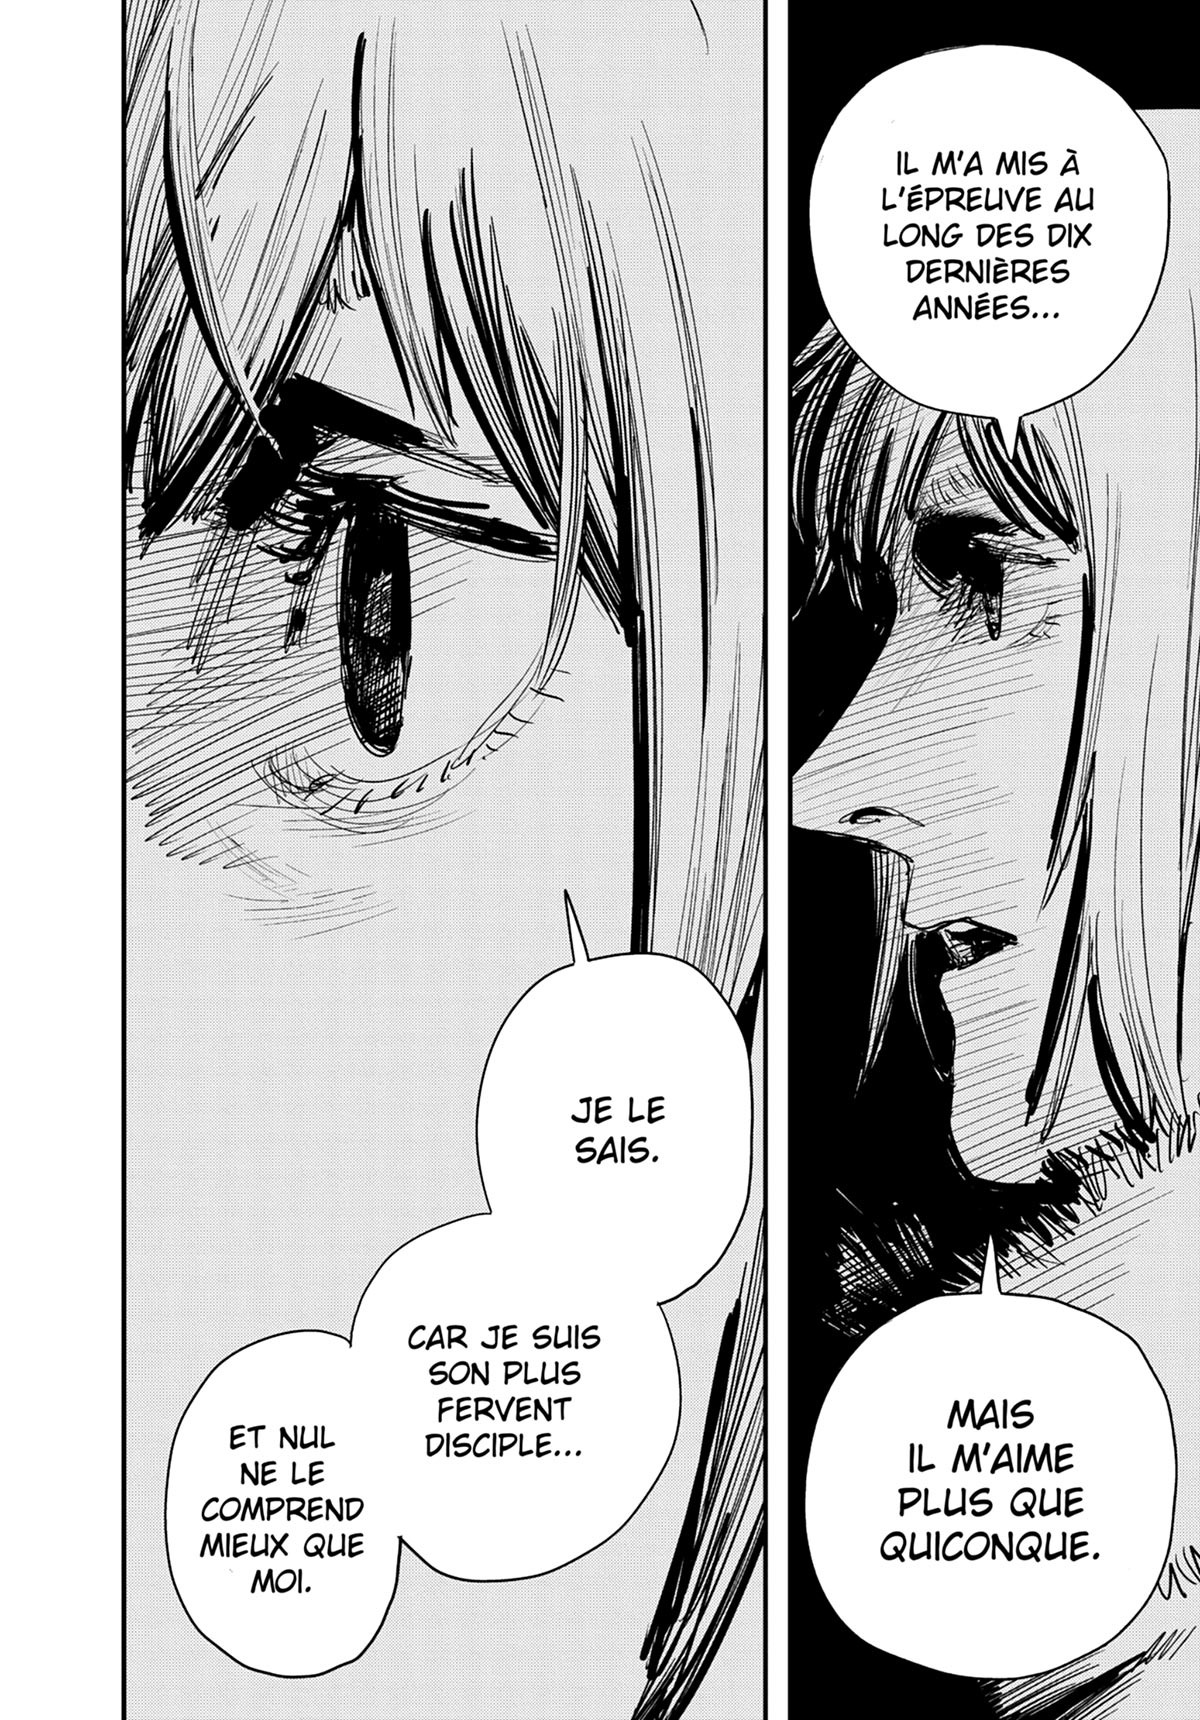 IL M'A MIS À
L'ÉPREUVE AU
LONG DES DIX
DERNIÈRES
ANNÉES...
MAIS
IL M'AIME
PLUS QUE
QUICONQUE.
JE LE
SAIS.
CAR JE SUIS
SON PLUS
FERVENT
DISCIPLE...
ET NUL
NE LE
COMPREND
MIEUX QUE
MOI.